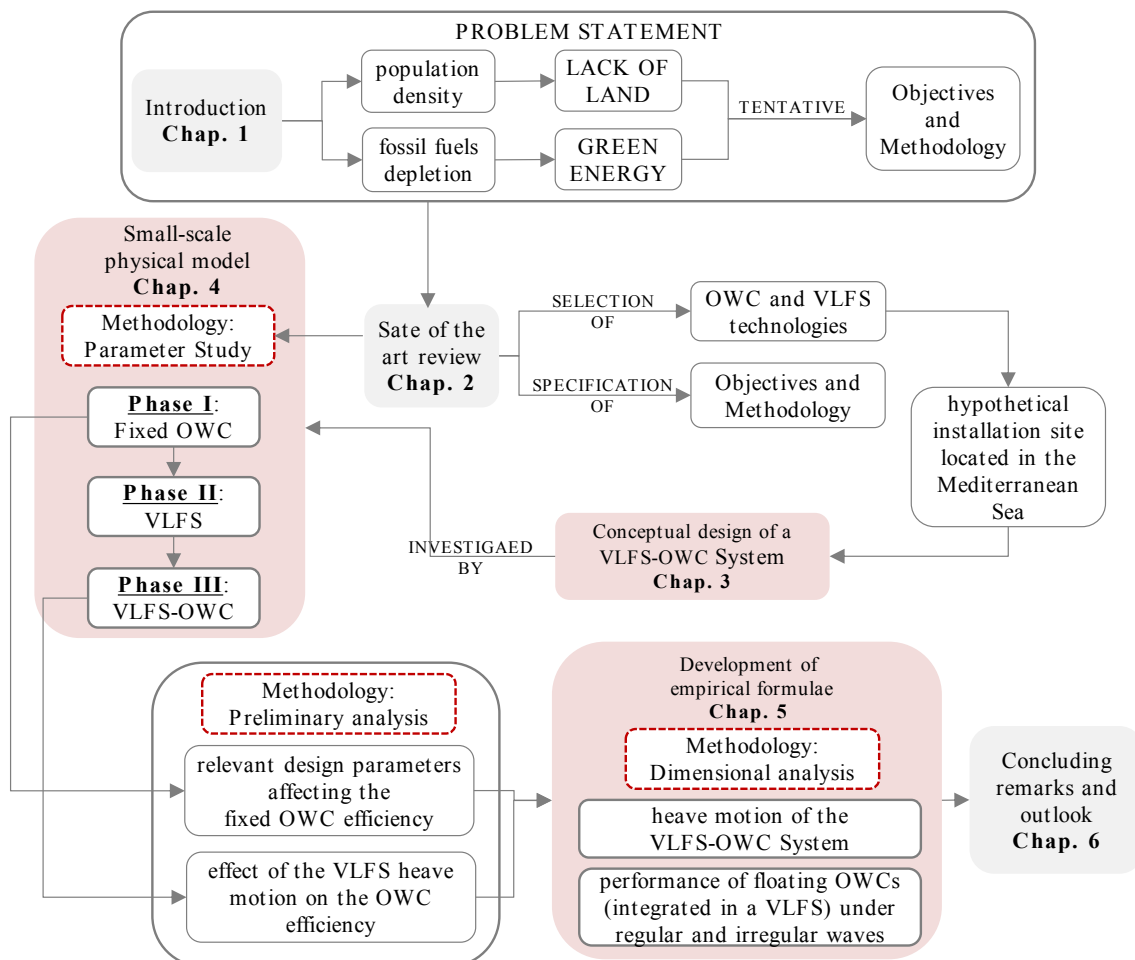 PROBLEM STATEMENT
Introduction
Chap. 1
population
density
LACK OF
LAND
fossil fuels
depletion
GREEN
ENERGY
TENTATIVE
Objectives
and
Methodology
Small-scale
physical model
Chap. 4
Methodology:
Parameter Study
Phase I:
Fixed OWC
Phase II:
VLFS
Phase III:
VLFS-OWC
Sate of the
art review
Chap. 2
SELECTION
OF
OWC and VLFS
technologies
SPECIFICATION
OF
Objectives and
Methodology
hypothetical
installation site
located in the
Mediterranean
Sea
Conceptual design of a
VLFS-OWC System
Chap. 3
INVESTIGAED
BY
Methodology:
Preliminary analysis
relevant design parameters
affecting the
fixed OWC efficiency
effect of the VLFS heave
motion on the OWC
efficiency
Development of
empirical formulae
Chap. 5
Methodology:
Dimensional analysis
heave motion of the
VLFS-OWC System
performance of floating OWCs
(integrated in a VLFS) under
regular and irregular waves
Concluding
remarks and
outlook
Chap. 6